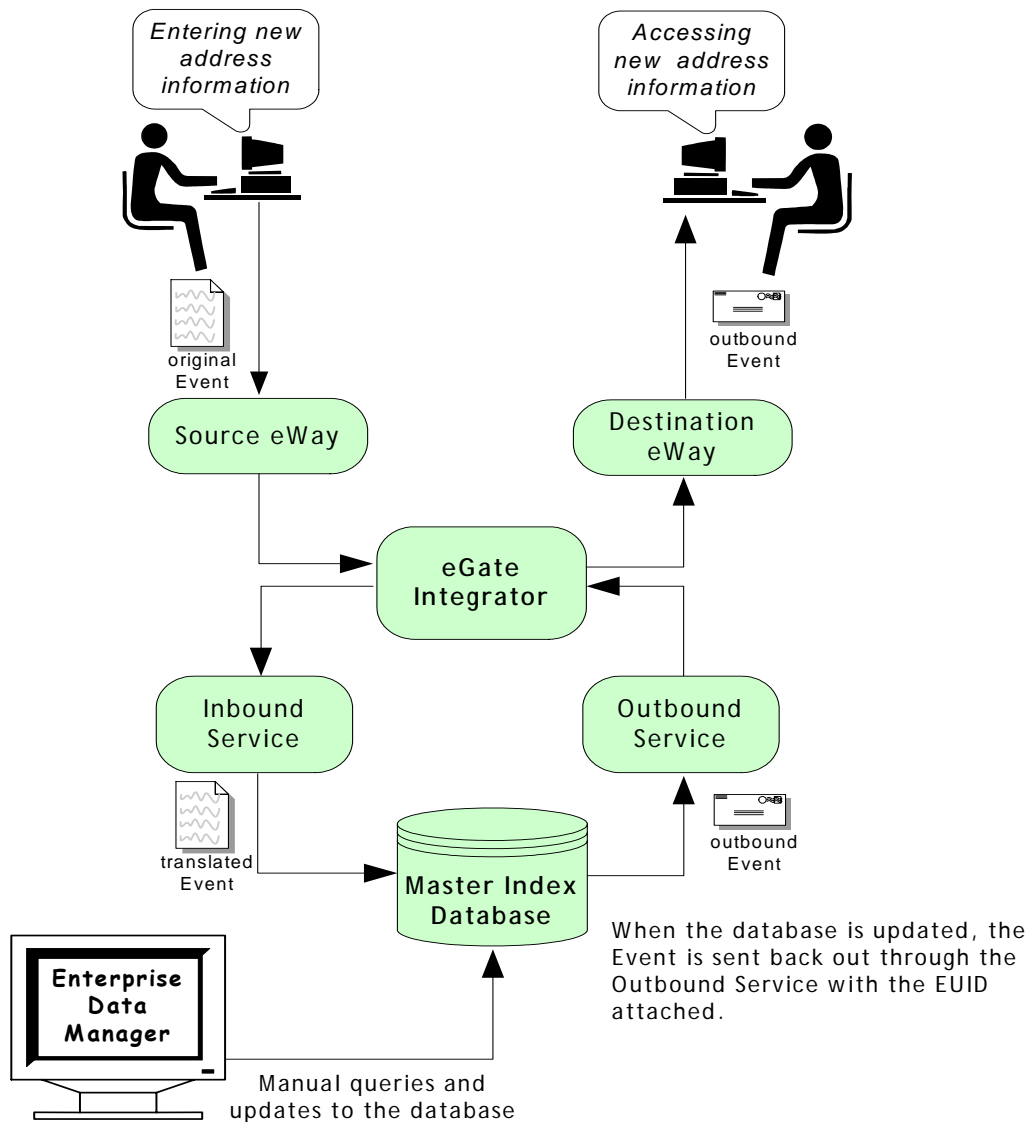 Entering new
address
information
Accessing
new address
information
original
Event
outbound
Event
Source eWay
Destination
eWay
eGate
Integrator
Inbound
Service
Outbound
Service
translated
Event
outbound
Event
Master Index
Database
When the database is updated, the
Event is sent back out through the
Outbound Service with the EUID
attached.
Enterprise
Data
Manager
Manual queries and
updates to the database